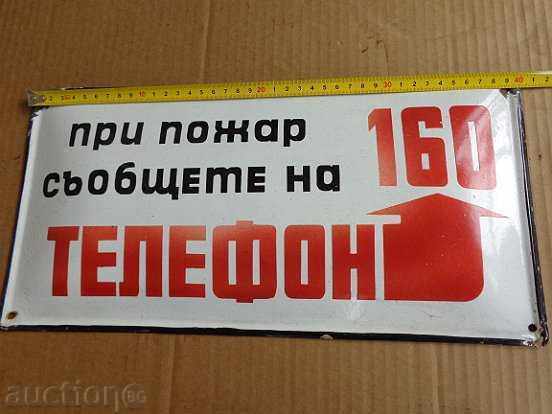 при пожар
съобщете на
160
ТЕЛЕФОН
auction BG